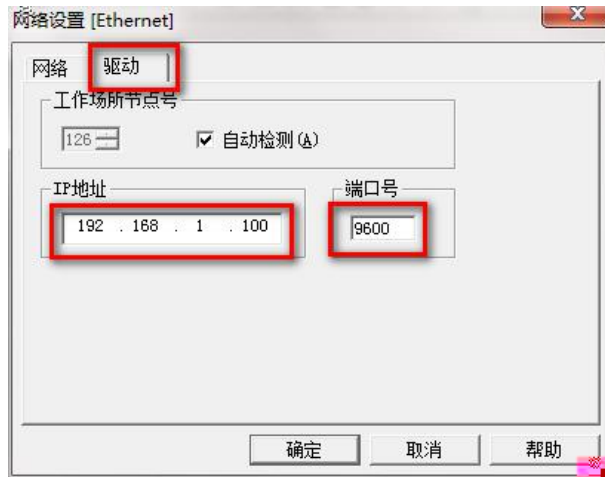 网络设置 [Ethernet]
网络 驱动
工作场所节点号
126 自动检测(A)
IP地址 端口号
192 . 168 . 1 . 100 9600
确定 取消 帮助